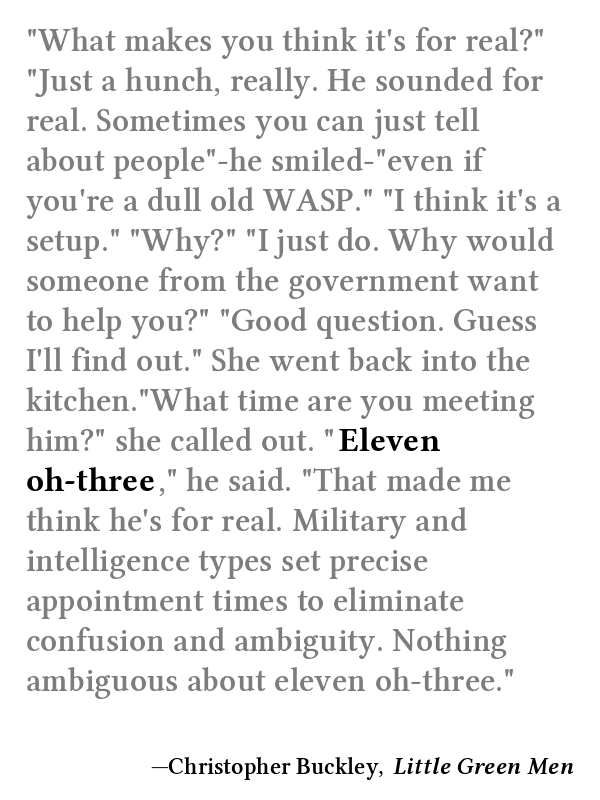 "What makes you think it's for real?"
"Just a hunch, really. He sounded for
real. Sometimes you can just tell
about people"-he smiled-"even if
you're a dull old WASP." "I think it's a
setup." "Why?" "I just do. Why would
someone from the government want
to help you?" "Good question. Guess
I'll find out." She went back into the
kitchen."What time are you meeting
him?" she called out. "Eleven
oh-three," he said. "That made me
think he's for real. Military and
intelligence types set precise
appointment times to eliminate
confusion and ambiguity. Nothing
ambiguous about eleven oh-three."
—Christopher Buckley, Little Green Men